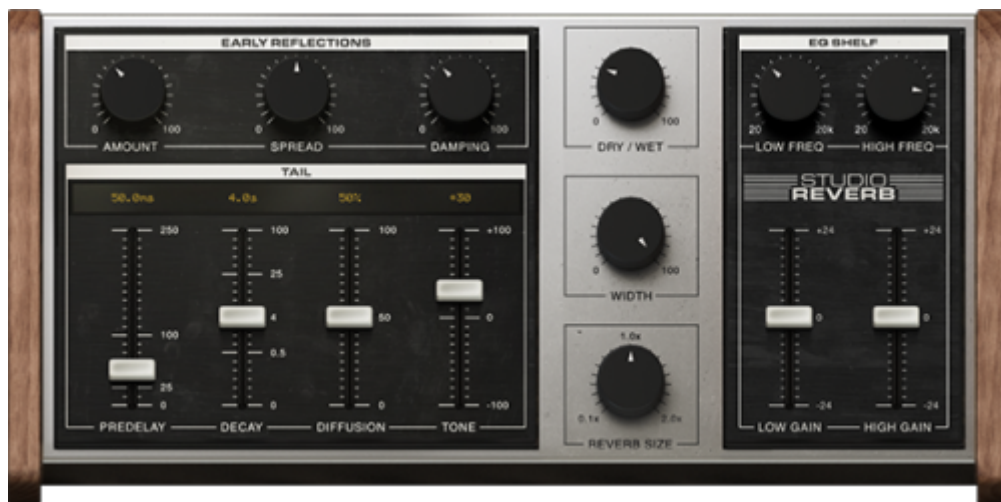 EARLY REFLECTIONS
0 100 0 100 0 100
AMOUNT SPREAD DAMPING
TAIL
50.0ms 4.0s 50% +30
250 100 100 +100
25
4 50 0
100
0.5
25
0 0 0 -100
PREDELAY DECAY DIFFUSION TONE
0 100
DRY / WET
0 100
WIDTH
1.0x
0.1x 2.0x
REVERB SIZE
EQ SHELF
20 20k 20 20k
LOW FREQ HIGH FREQ
STUDIO
REVERB
+24 +24
0 0
-24 -24
LOW GAIN HIGH GAIN